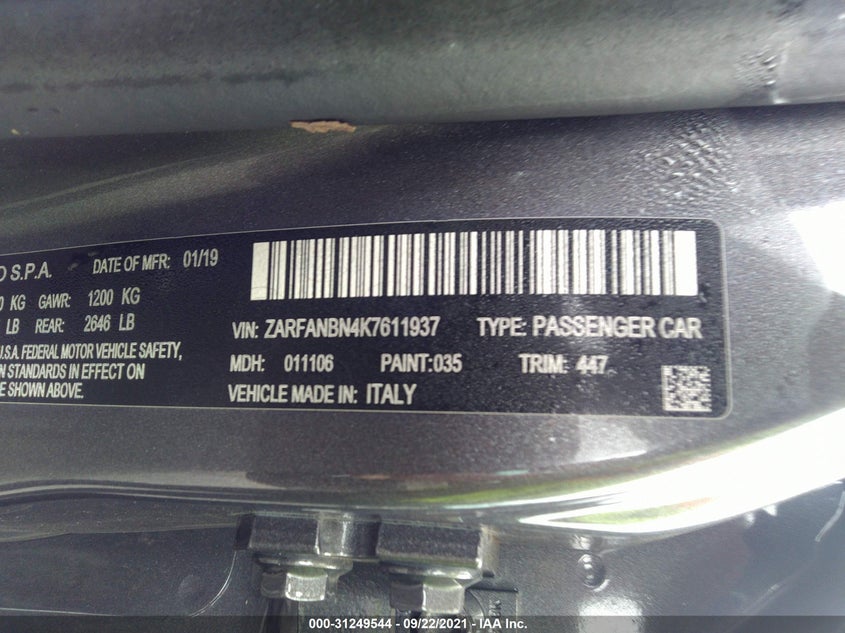 S.P.A. DATE OF MFR: 01/19
KG GAWR: 1200 KG
LB REAR: 2646 LB
U.S.A. FEDERAL MOTOR VEHICLE SAFETY,
STANDARDS IN EFFECT ON
SHOWN ABOVE.
VIN: ZARFANBN4K7611937 TYPE: PASSENGER CAR
MDH: 011106 PAINT:035 TRIM: 447
VEHICLE MADE IN: ITALY
000-31249544 - 09/22/2021 - IAA Inc.